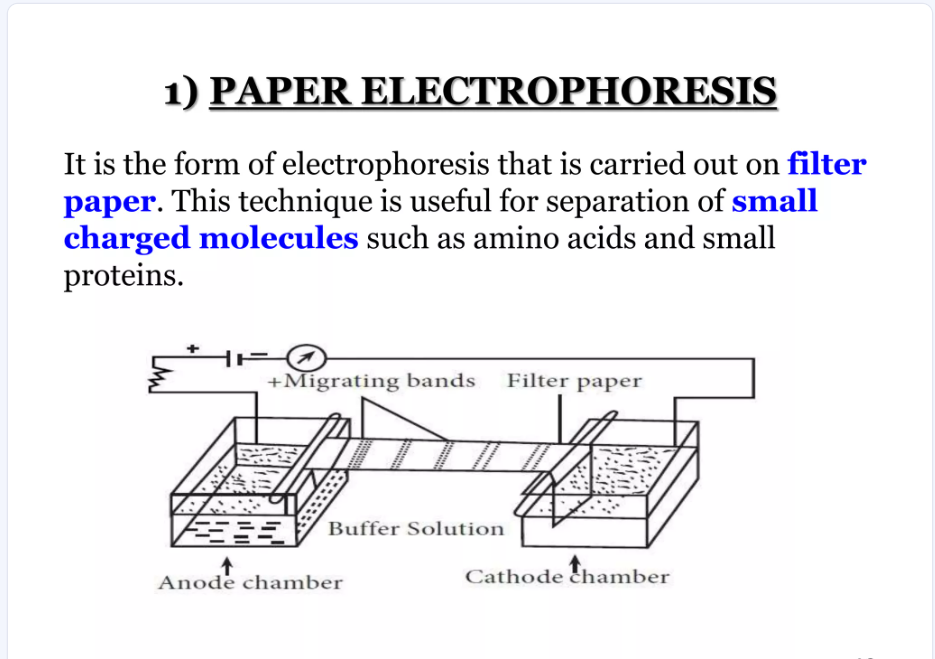 1) PAPER ELECTROPHORESIS
It is the form of electrophoresis that is carried out on filter
paper. This technique is useful for separation of small
charged molecules such as amino acids and small
proteins.
+
+Migrating bands Filter paper
Buffer Solution
Anode chamber
Cathode chamber